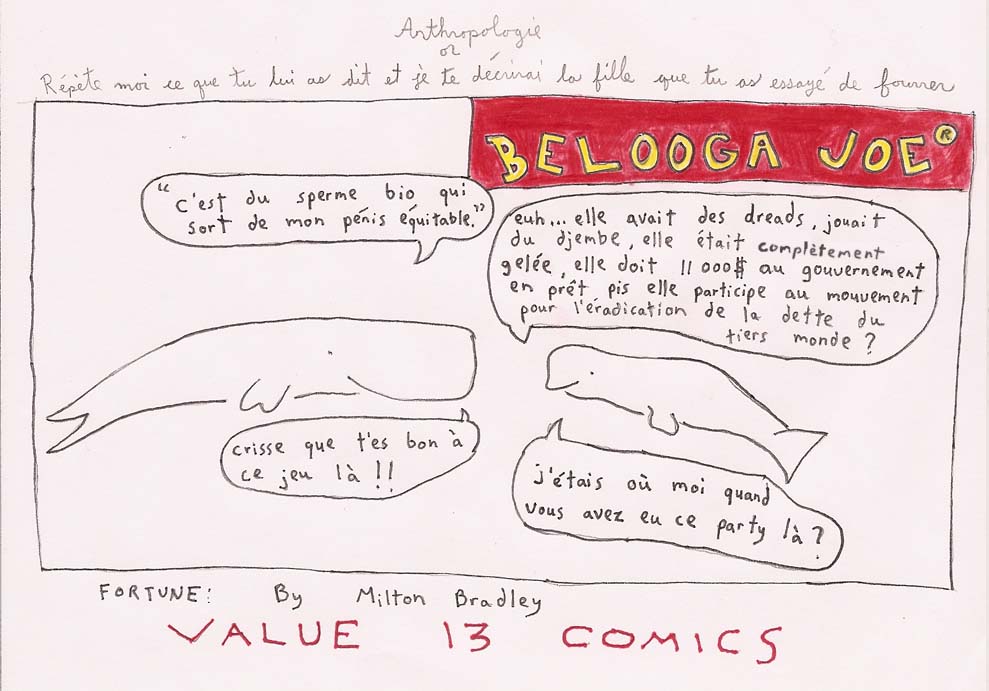 Anthropologie
or
Répète moi ce que tu lui as dit et je te décrirai la fille que tu as essayé de fourrer
BELOOGA JOE®
“c'est du sperme bio qui
sort de mon pénis équitable.”
euh... elle avait des dreads, jouait
du djembe, elle était complètement
gelée, elle doit 11 000$ au gouvernement
en prêt pis elle participe au mouvement
pour l'éradication de la dette du
tiers monde?
crisse que t'es bon à
ce jeu là!!
j'étais où moi quand
vous avez eu ce party là?
FORTUNE: By Milton Bradley
VALUE 13 COMICS